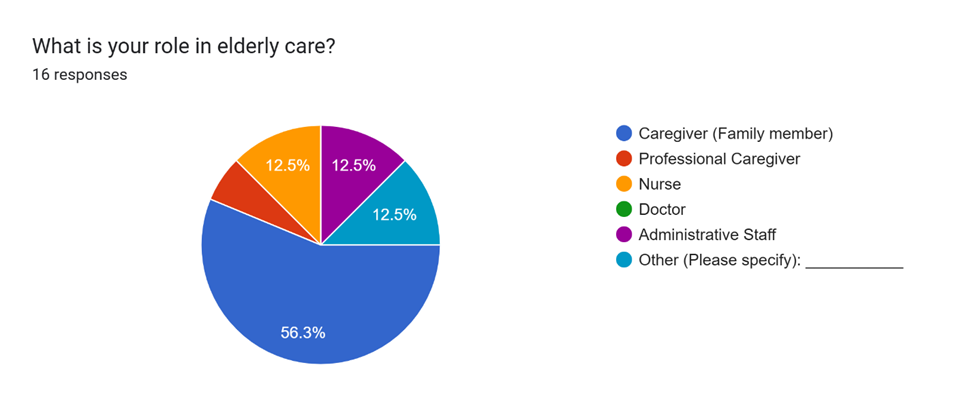 What is your role in elderly care?
16 responses
12.5%
12.5%
12.5%
56.3%
Caregiver (Family member)
Professional Caregiver
Nurse
Doctor
Administrative Staff
Other (Please specify): ____________